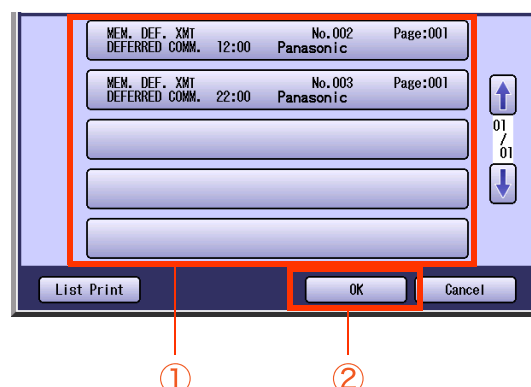 MEM. DEF. XMT No.002 Page:001
DEFERRED COMM. 12:00 Panasonic
MEM. DEF. XMT No.003 Page:001
DEFERRED COMM. 22:00 Panasonic
01
/
01
List Print OK Cancel
① ②